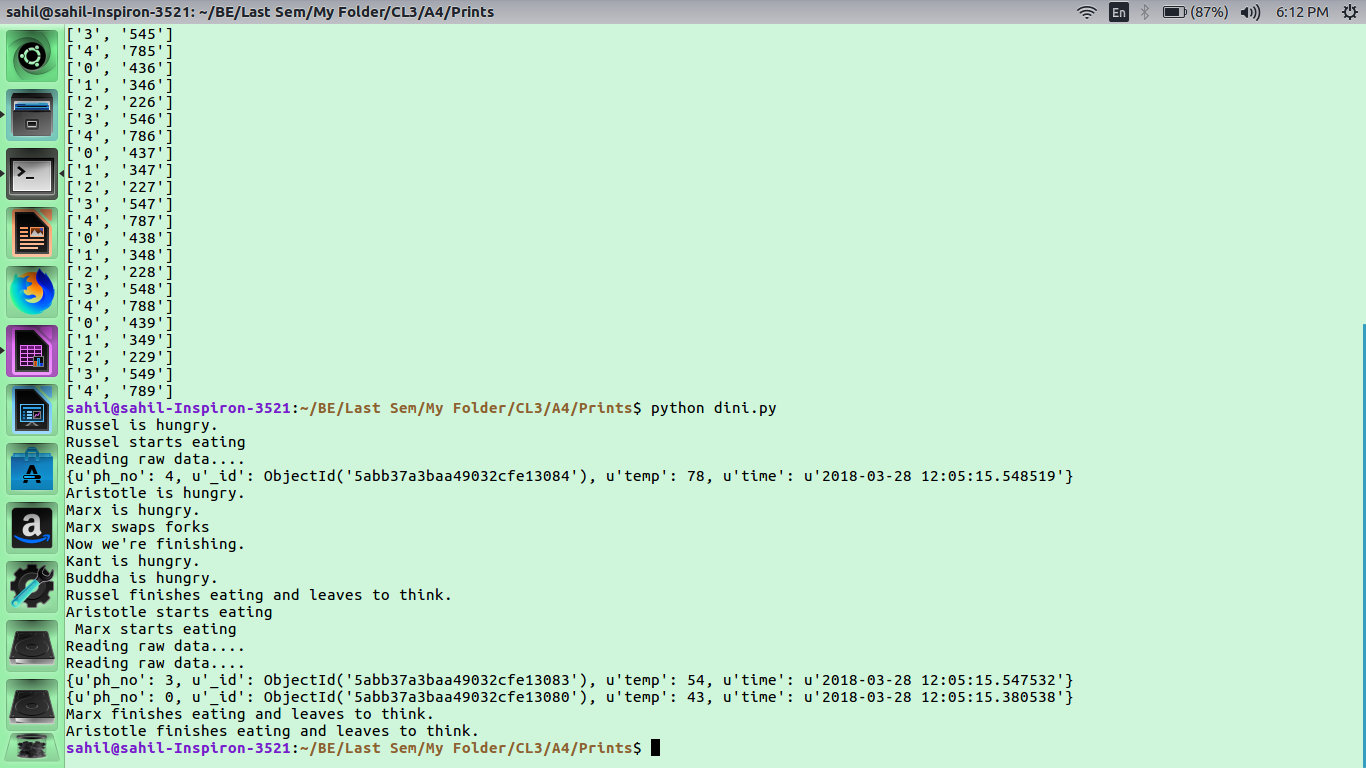 sahil@sahil-Inspiron-3521: ~/BE/Last Sem/My Folder/CL3/A4/Prints En (87%) 6:12 PM
['3', '545']
['4', '785']
['0', '436']
['1', '346']
['2', '226']
['3', '546']
['4', '786']
['0', '437']
['1', '347']
['2', '227']
['3', '547']
['4', '787']
['0', '438']
['1', '348']
['2', '228']
['3', '548']
['4', '788']
['0', '439']
['1', '349']
['2', '229']
['3', '549']
['4', '789']
sahil@sahil-Inspiron-3521:~/BE/Last Sem/My Folder/CL3/A4/Prints$ python dini.py
Russel is hungry.
Russel starts eating
Reading raw data....
{u'ph_no': 4, u'_id': ObjectId('5abb37a3baa49032cfe13084'), u'temp': 78, u'time': u'2018-03-28 12:05:15.548519'}
Aristotle is hungry.
Marx is hungry.
Marx swaps forks
Now we're finishing.
Kant is hungry.
Buddha is hungry.
Russel finishes eating and leaves to think.
Aristotle starts eating
 Marx starts eating
Reading raw data....
Reading raw data....
{u'ph_no': 3, u'_id': ObjectId('5abb37a3baa49032cfe13083'), u'temp': 54, u'time': u'2018-03-28 12:05:15.547532'}
{u'ph_no': 0, u'_id': ObjectId('5abb37a3baa49032cfe13080'), u'temp': 43, u'time': u'2018-03-28 12:05:15.380538'}
Marx finishes eating and leaves to think.
Aristotle finishes eating and leaves to think.
sahil@sahil-Inspiron-3521:~/BE/Last Sem/My Folder/CL3/A4/Prints$